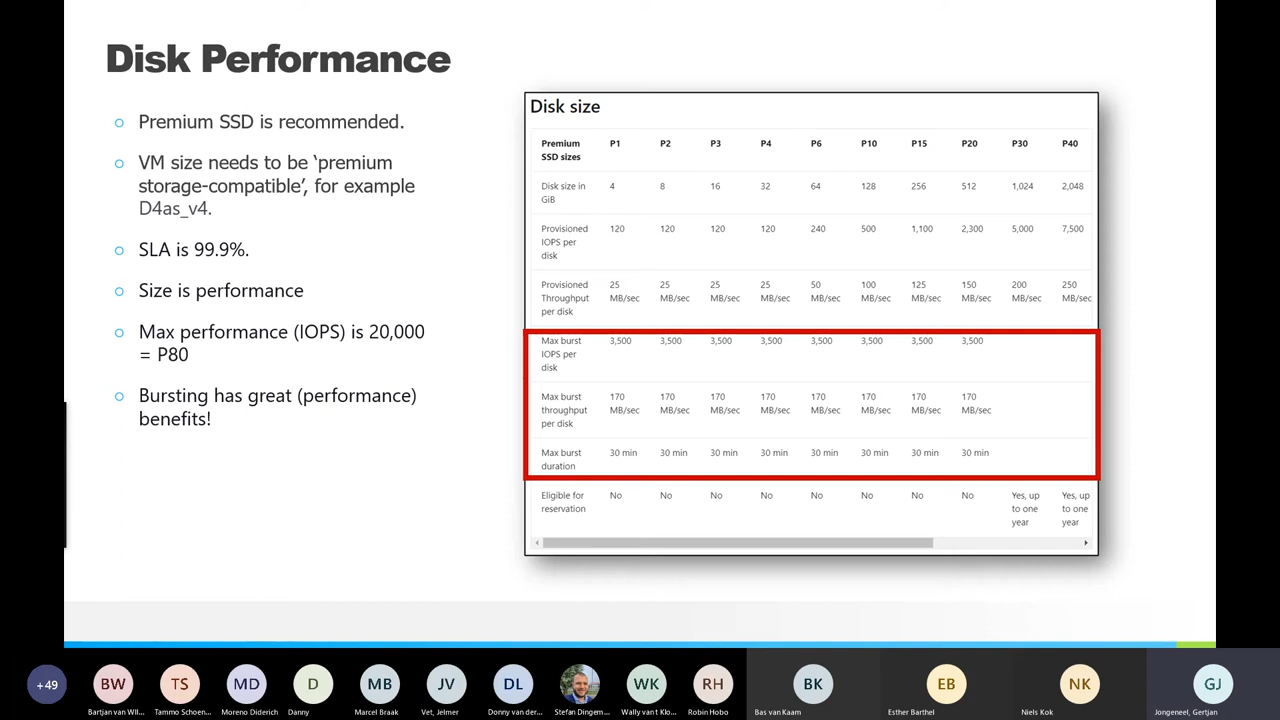 Disk Performance
Premium SSD is recommended.
VM size needs to be ‘premium
storage-compatible’, for example
D4as_v4.
SLA is 99.9%.
Size is performance
Max performance (IOPS) is 20,000
= P80
Bursting has great (performance)
benefits!
Disk size
Premium P1 P2 P3 P4 P6 P10 P15 P20 P30 P40
SSD sizes
Disk size in 4 8 16 32 64 128 256 512 1,024 2,048
GiB
Provisioned 120 120 120 120 240 500 1,100 2,300 5,000 7,500
IOPS per
disk
Provisioned 25 25 25 25 50 100 125 150 200 250
Throughput MB/sec MB/sec MB/sec MB/sec MB/sec MB/sec MB/sec MB/sec MB/sec MB/sec
per disk
Max burst 3,500 3,500 3,500 3,500 3,500 3,500 3,500 3,500
IOPS per
disk
Max burst 170 170 170 170 170 170 170 170
throughput MB/sec MB/sec MB/sec MB/sec MB/sec MB/sec MB/sec MB/sec
per disk
Max burst 30 min 30 min 30 min 30 min 30 min 30 min 30 min 30 min
duration
Eligible for No No No No No No No No Yes, up Yes, up
reservation to one to one
year year
+49 BW TS MD D MB JV DL WK RH BK EB NK GJ
Bartjan van Wll... Tammo Schoen... Moreno Diderich Danny Marcel Braak Vet, Jelmer Donny van der... Stefan Dingem... Wally van t Klo... Robin Hobo Bas van Kaam Esther Barthel Niels Kok Jongeneel, Gertjan